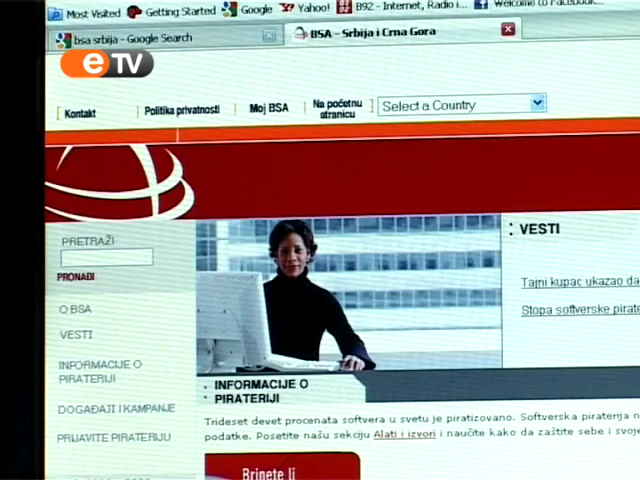 Most Visited Getting Started Google Yahoo! B92 - Internet, Radio i... Welcome to Facebook...
bsa srbija - Google Search BSA - Srbija i Crna Gora
eTV
Kontakt Politika privatnosti Moj BSA Na početnu stranicu Select a Country
PRETRAŽI
PRONAĐI
O BSA
VESTI
INFORMACIJE O
PIRATERIJI
DOGAĐAJI I KAMPANJE
PRIJAVITE PIRATERIJU
: VESTI
Tajni kupac ukazao da
Stopa softverske pirate
INFORMACIJE O
PIRATERIJI
Trideset devet procenata softvera u svetu je piratizovano. Softverska piraterija n
podatke. Posetite našu sekciju Alati i izvori i naučite kako da zaštite sebe i svoje
Brinete li